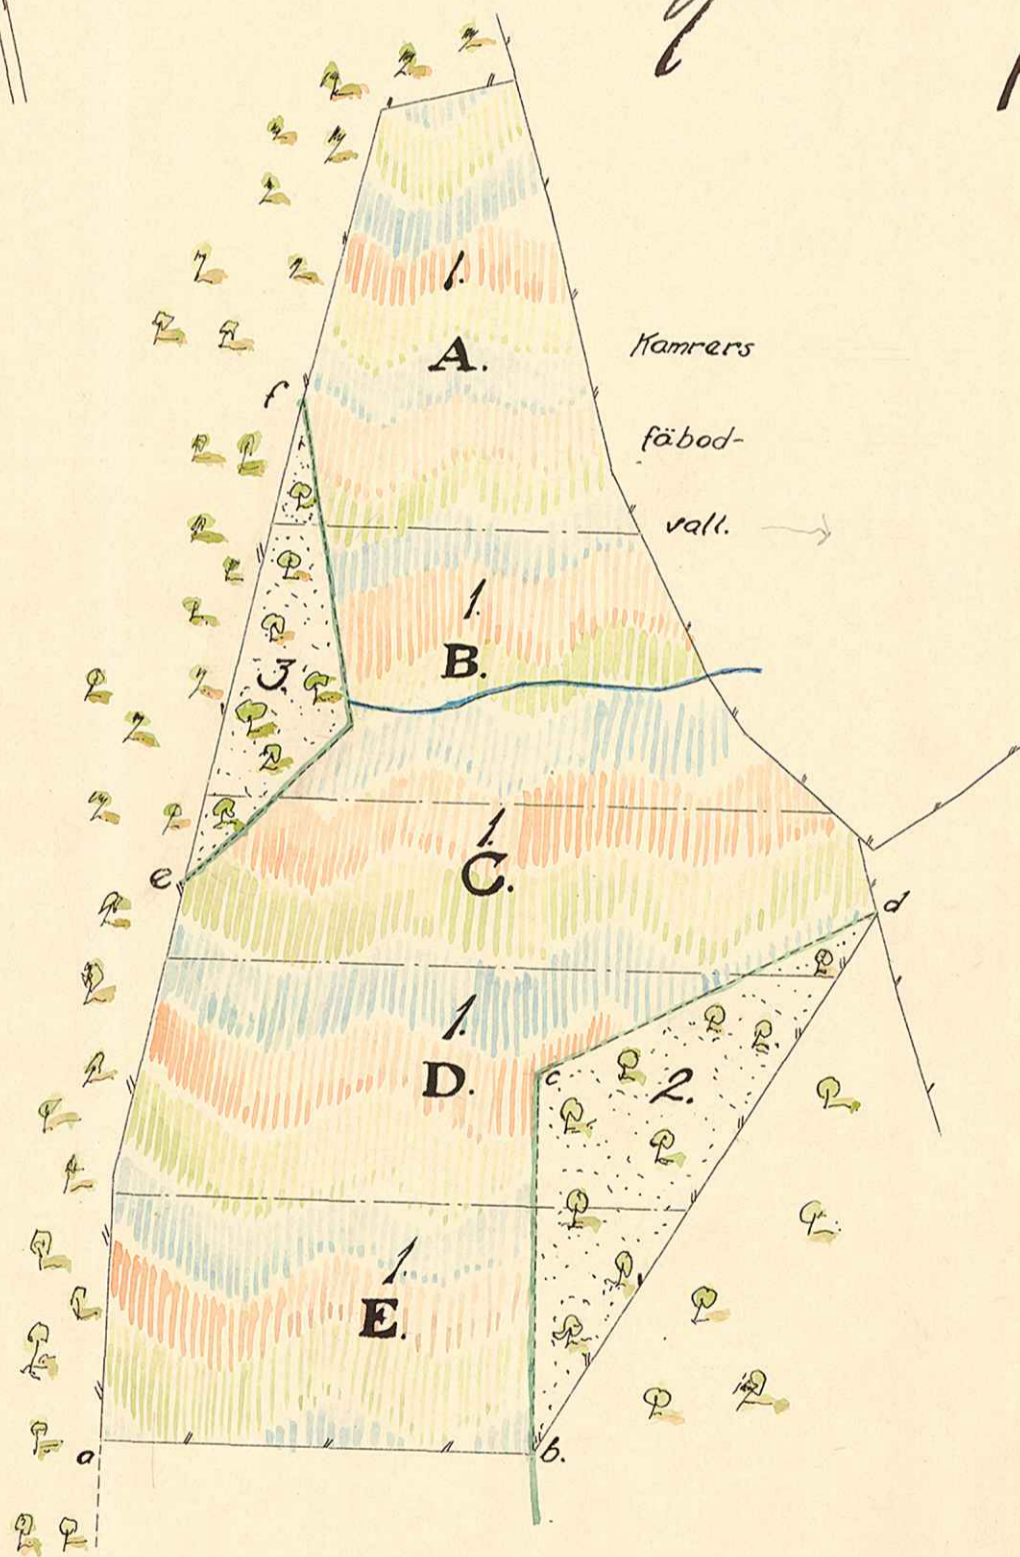 1.
A.
Kamrers
fäbod-
vall.
f
1.
B.
3.
1.
C.
e
d
1.
D.
c
2.
1.
E.
a
b.